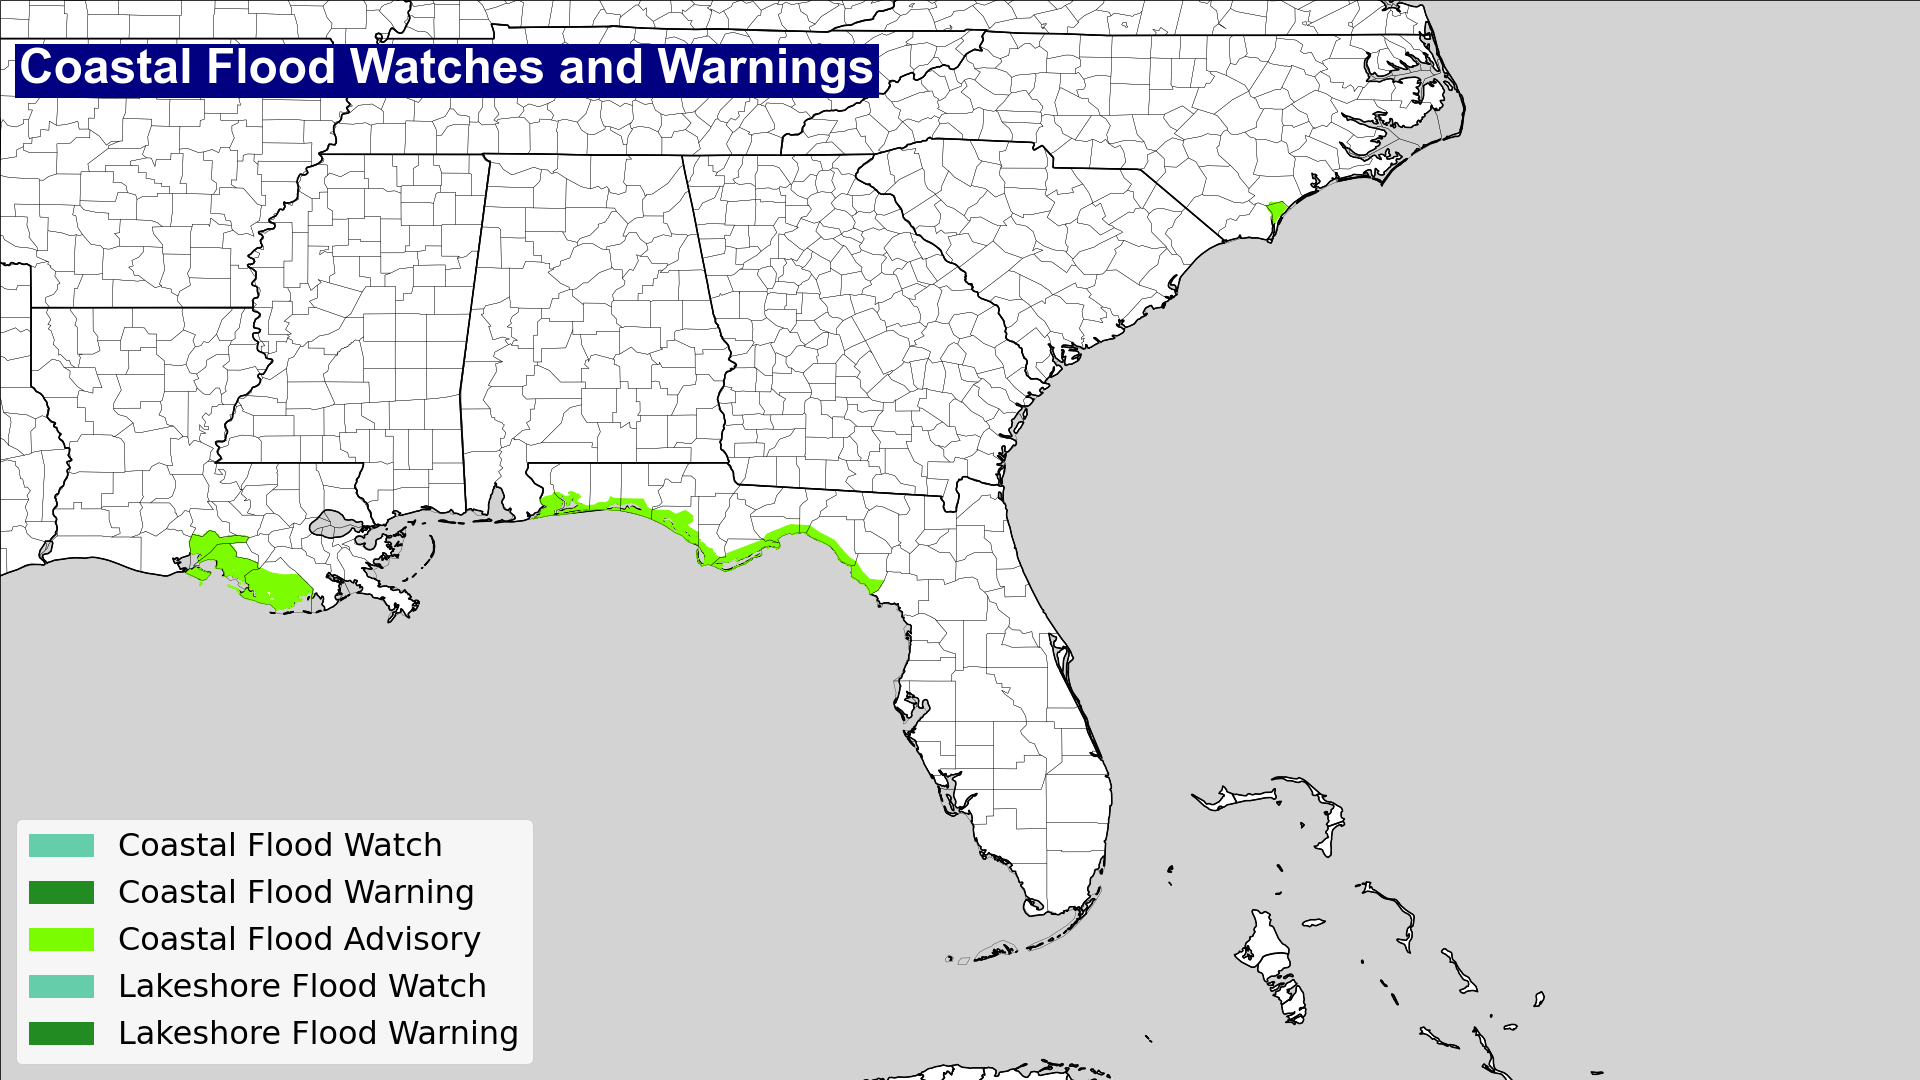 Coastal Flood Watches and Warnings
Coastal Flood Watch
Coastal Flood Warning
Coastal Flood Advisory
Lakeshore Flood Watch
Lakeshore Flood Warning